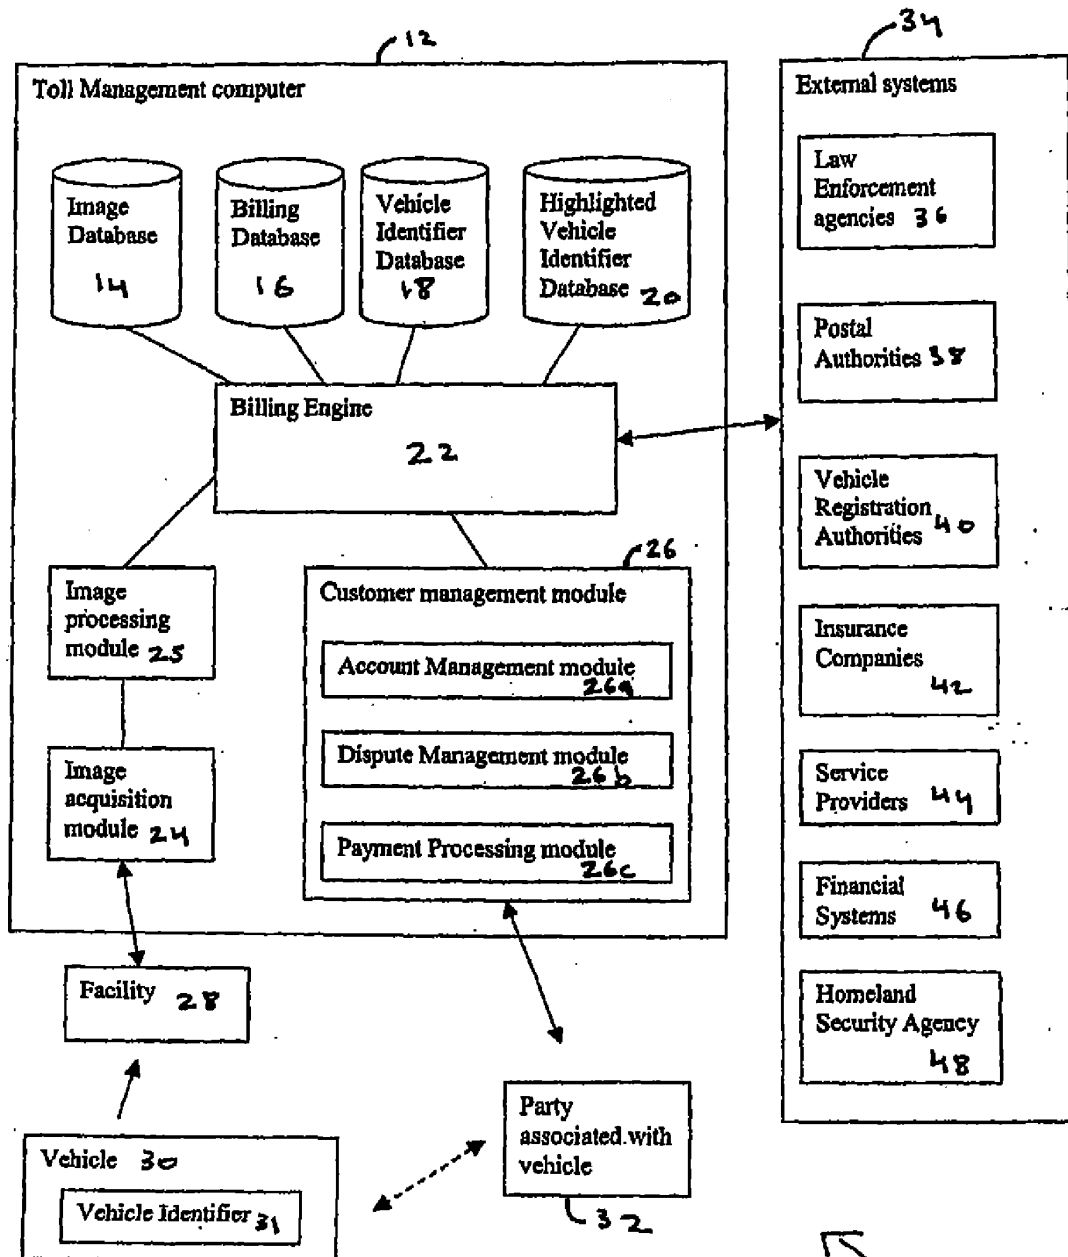 12
34
Toll Management computer
External systems
Image
Database
14
Billing
Database
16
Vehicle
Identifier
Database
18
Highlighted
Vehicle
Identifier
Database 20
Law
Enforcement
agencies 36
Postal
Authorities 38
Billing Engine
22
Vehicle
Registration
Authorities 40
26
Image
processing
module 25
Customer management module
Account Management module
26a
Dispute Management module
26b
Payment Processing module
26c
Insurance
Companies
42
Image
acquisition
module 24
Service
Providers 44
Financial
Systems 46
Facility 28
Homeland
Security Agency
48
Party
associated with
vehicle
32
Vehicle 30
Vehicle Identifier 31